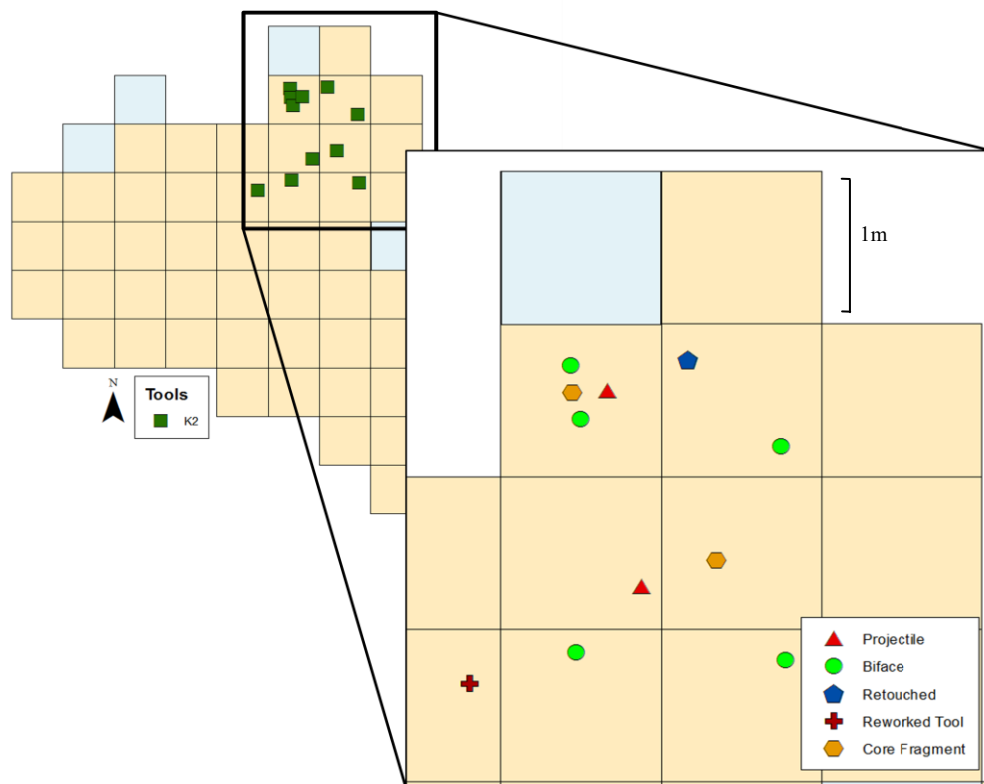 1m
N
Tools
K2
Projectile
Biface
Retouched
Reworked Tool
Core Fragment